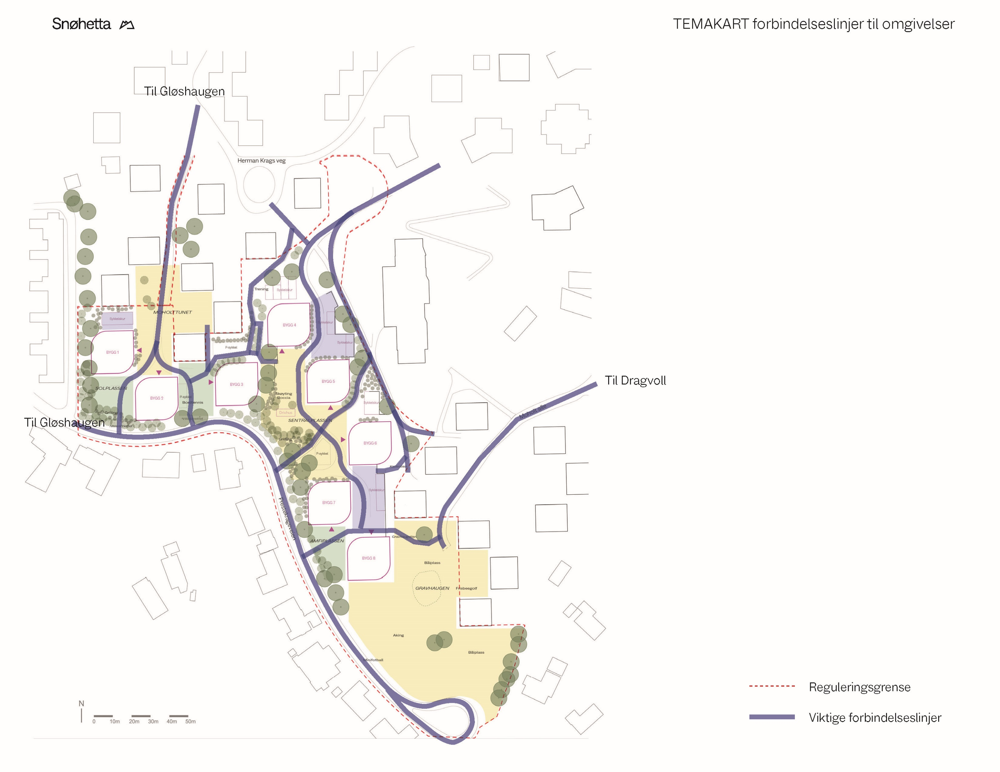 Snøhetta
TEMAKART forbindelseslinjer til omgivelser
Til Gløshaugen
Herman Krags veg
Trening
Sykkelskur
MOHOLTTUNET
Sykkelskur
BYGG 4
Sykkelskur
Sykkelskur
P-sykkel
BYGG 1
BYGG 5
BYGG 3
Til Dragvoll
SOLPLASSEN
BYGG 2
P-sykkel
Bordtennis
Skøyting
Boccia
Sykkelskur
Drivhus
Moholt allé
Grilling
SENTRALPLASSEN
Til Gløshaugen
Grilling
BYGG 6
P-sykkel
Sykkelskur
Prestekrageveien
BYGG 7
AMFIPLASSEN
BYGG 8
Bålplass
GRAVHAUGEN
Frisbeegolf
Aking
Bålplass
Minifotball
Reguleringsgrense
Viktige forbindelseslinjer
N
0 10m 20m 30m 40m 50m